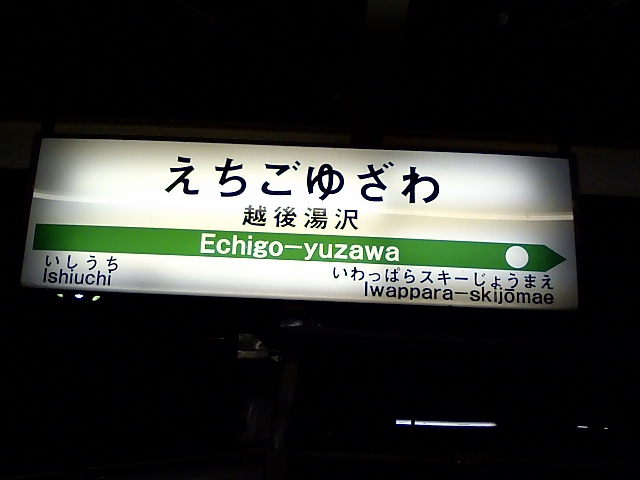 えちごゆざわ
越後湯沢
Echigo-yuzawa
いしうち
Ishiuchi
いわっぱらスキーじょうまえ
Iwappara-skijōmae